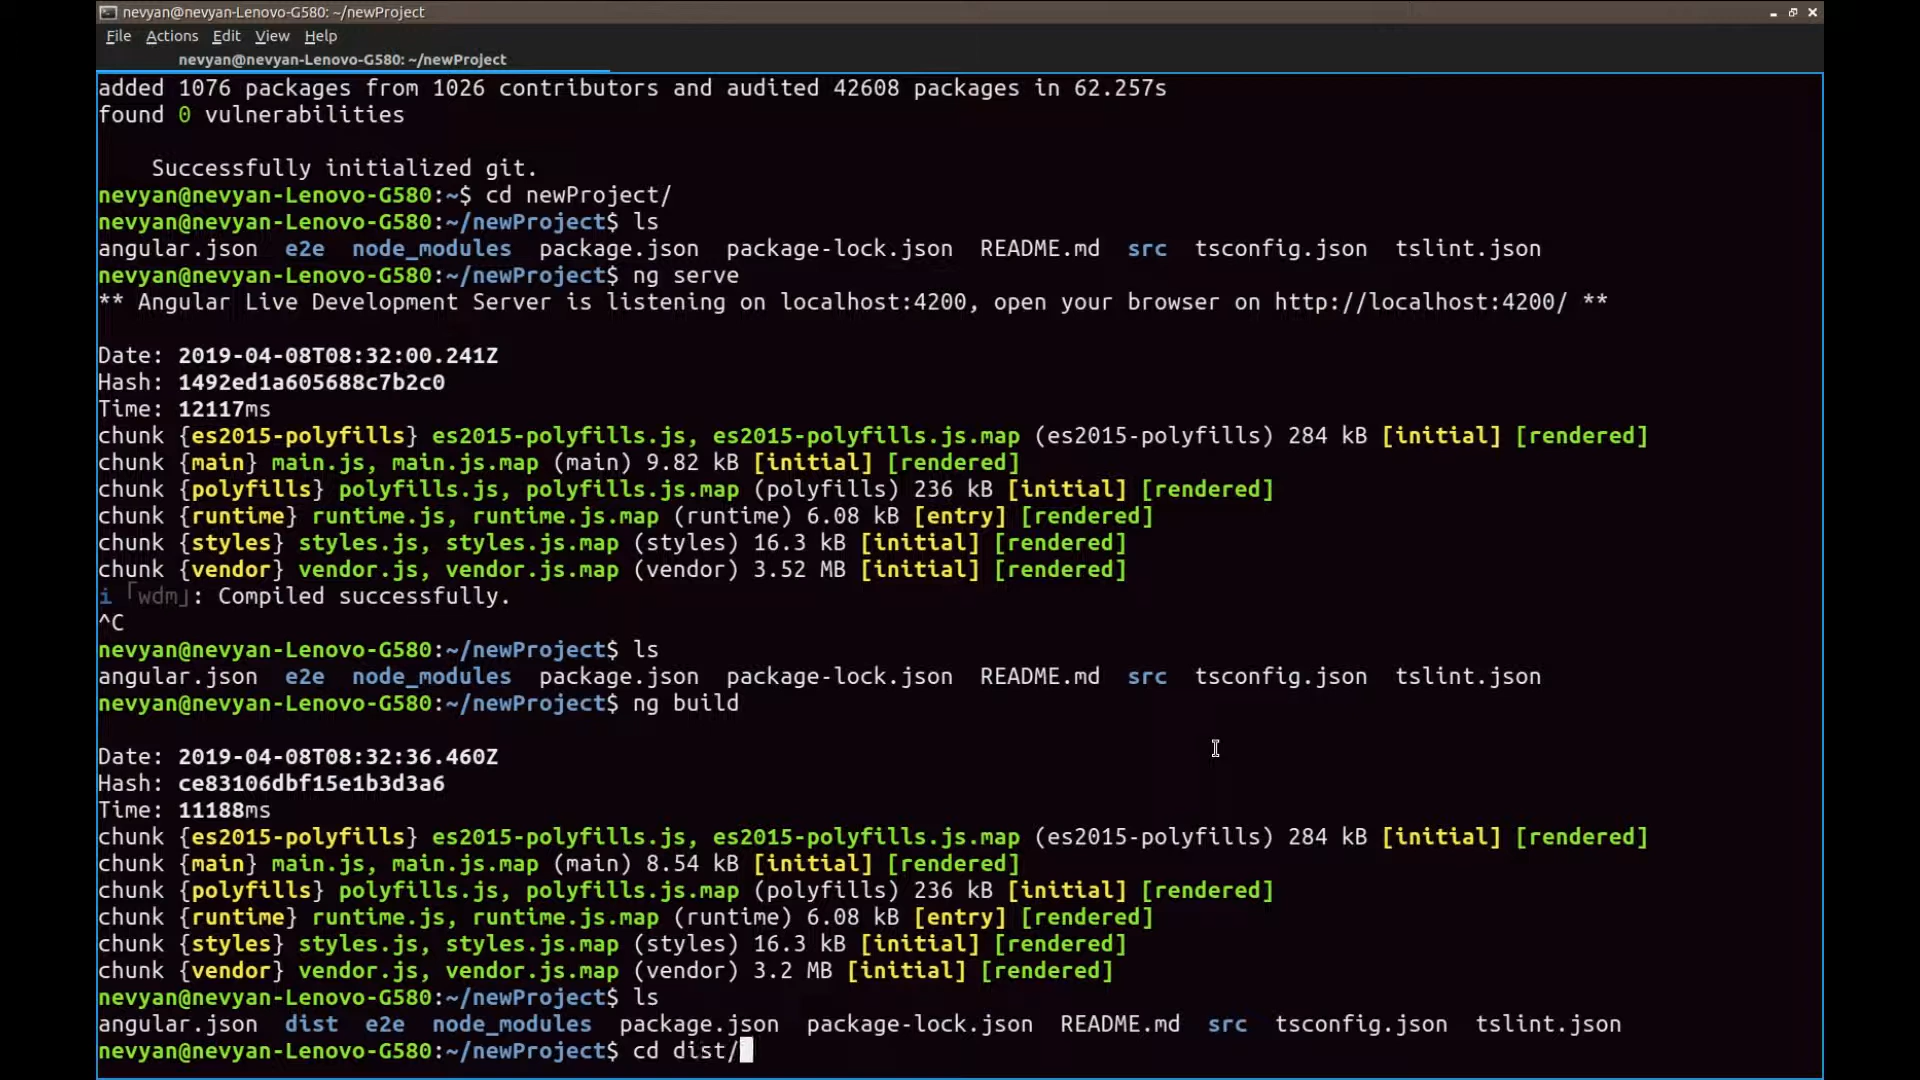 nevyan@nevyan-Lenovo-G580: ~/newProject
File Actions Edit View Help
nevyan@nevyan-Lenovo-G580: ~/newProject
added 1076 packages from 1026 contributors and audited 42608 packages in 62.257s
found 0 vulnerabilities
Successfully initialized git.
nevyan@nevyan-Lenovo-G580:~$ cd newProject/
nevyan@nevyan-Lenovo-G580:~/newProject$ ls
angular.json e2e node_modules package.json package-lock.json README.md src tsconfig.json tslint.json
nevyan@nevyan-Lenovo-G580:~/newProject$ ng serve
** Angular Live Development Server is listening on localhost:4200, open your browser on http://localhost:4200/ **
Date: 2019-04-08T08:32:00.241Z
Hash: 1492ed1a605688c7b2c0
Time: 12117ms
chunk {es2015-polyfills} es2015-polyfills.js, es2015-polyfills.js.map (es2015-polyfills) 284 kB [initial] [rendered]
chunk {main} main.js, main.js.map (main) 9.82 kB [initial] [rendered]
chunk {polyfills} polyfills.js, polyfills.js.map (polyfills) 236 kB [initial] [rendered]
chunk {runtime} runtime.js, runtime.js.map (runtime) 6.08 kB [entry] [rendered]
chunk {styles} styles.js, styles.js.map (styles) 16.3 kB [initial] [rendered]
chunk {vendor} vendor.js, vendor.js.map (vendor) 3.52 MB [initial] [rendered]
i ｢wdm｣: Compiled successfully.
^C
nevyan@nevyan-Lenovo-G580:~/newProject$ ls
angular.json e2e node_modules package.json package-lock.json README.md src tsconfig.json tslint.json
nevyan@nevyan-Lenovo-G580:~/newProject$ ng build
Date: 2019-04-08T08:32:36.460Z
Hash: ce83106dbf15e1b3d3a6
Time: 11188ms
chunk {es2015-polyfills} es2015-polyfills.js, es2015-polyfills.js.map (es2015-polyfills) 284 kB [initial] [rendered]
chunk {main} main.js, main.js.map (main) 8.54 kB [initial] [rendered]
chunk {polyfills} polyfills.js, polyfills.js.map (polyfills) 236 kB [initial] [rendered]
chunk {runtime} runtime.js, runtime.js.map (runtime) 6.08 kB [entry] [rendered]
chunk {styles} styles.js, styles.js.map (styles) 16.3 kB [initial] [rendered]
chunk {vendor} vendor.js, vendor.js.map (vendor) 3.2 MB [initial] [rendered]
nevyan@nevyan-Lenovo-G580:~/newProject$ ls
angular.json dist e2e node_modules package.json package-lock.json README.md src tsconfig.json tslint.json
nevyan@nevyan-Lenovo-G580:~/newProject$ cd dist/